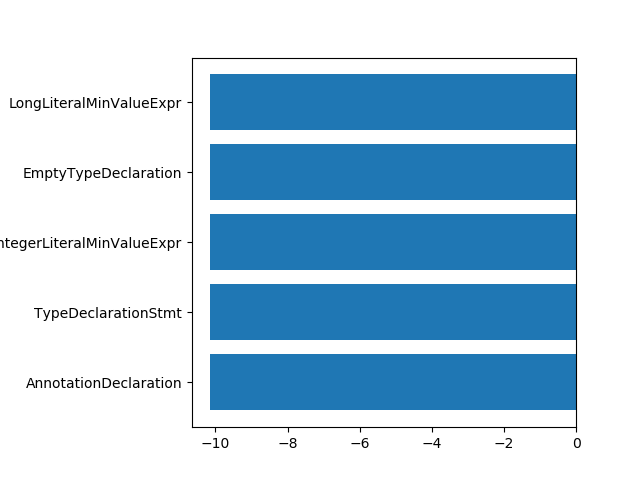 LongLiteralMinValueExpr
EmptyTypeDeclaration
ntegerLiteralMinValueExpr
TypeDeclarationStmt
AnnotationDeclaration
−10 −8 −6 −4 −2 0